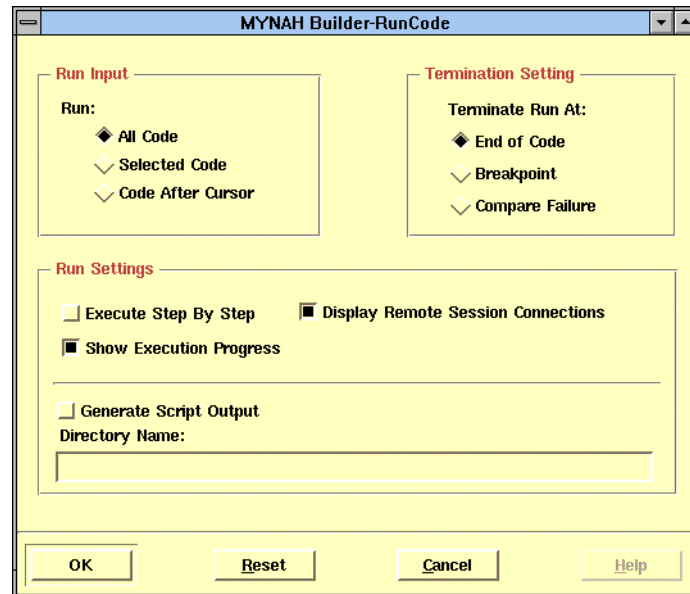 MYNAH Builder-RunCode
Run Input
Run:
All Code
Selected Code
Code After Cursor
Termination Setting
Terminate Run At:
End of Code
Breakpoint
Compare Failure
Run Settings
Execute Step By Step
Display Remote Session Connections
Show Execution Progress
Generate Script Output
Directory Name:
OK
Reset
Cancel
Help